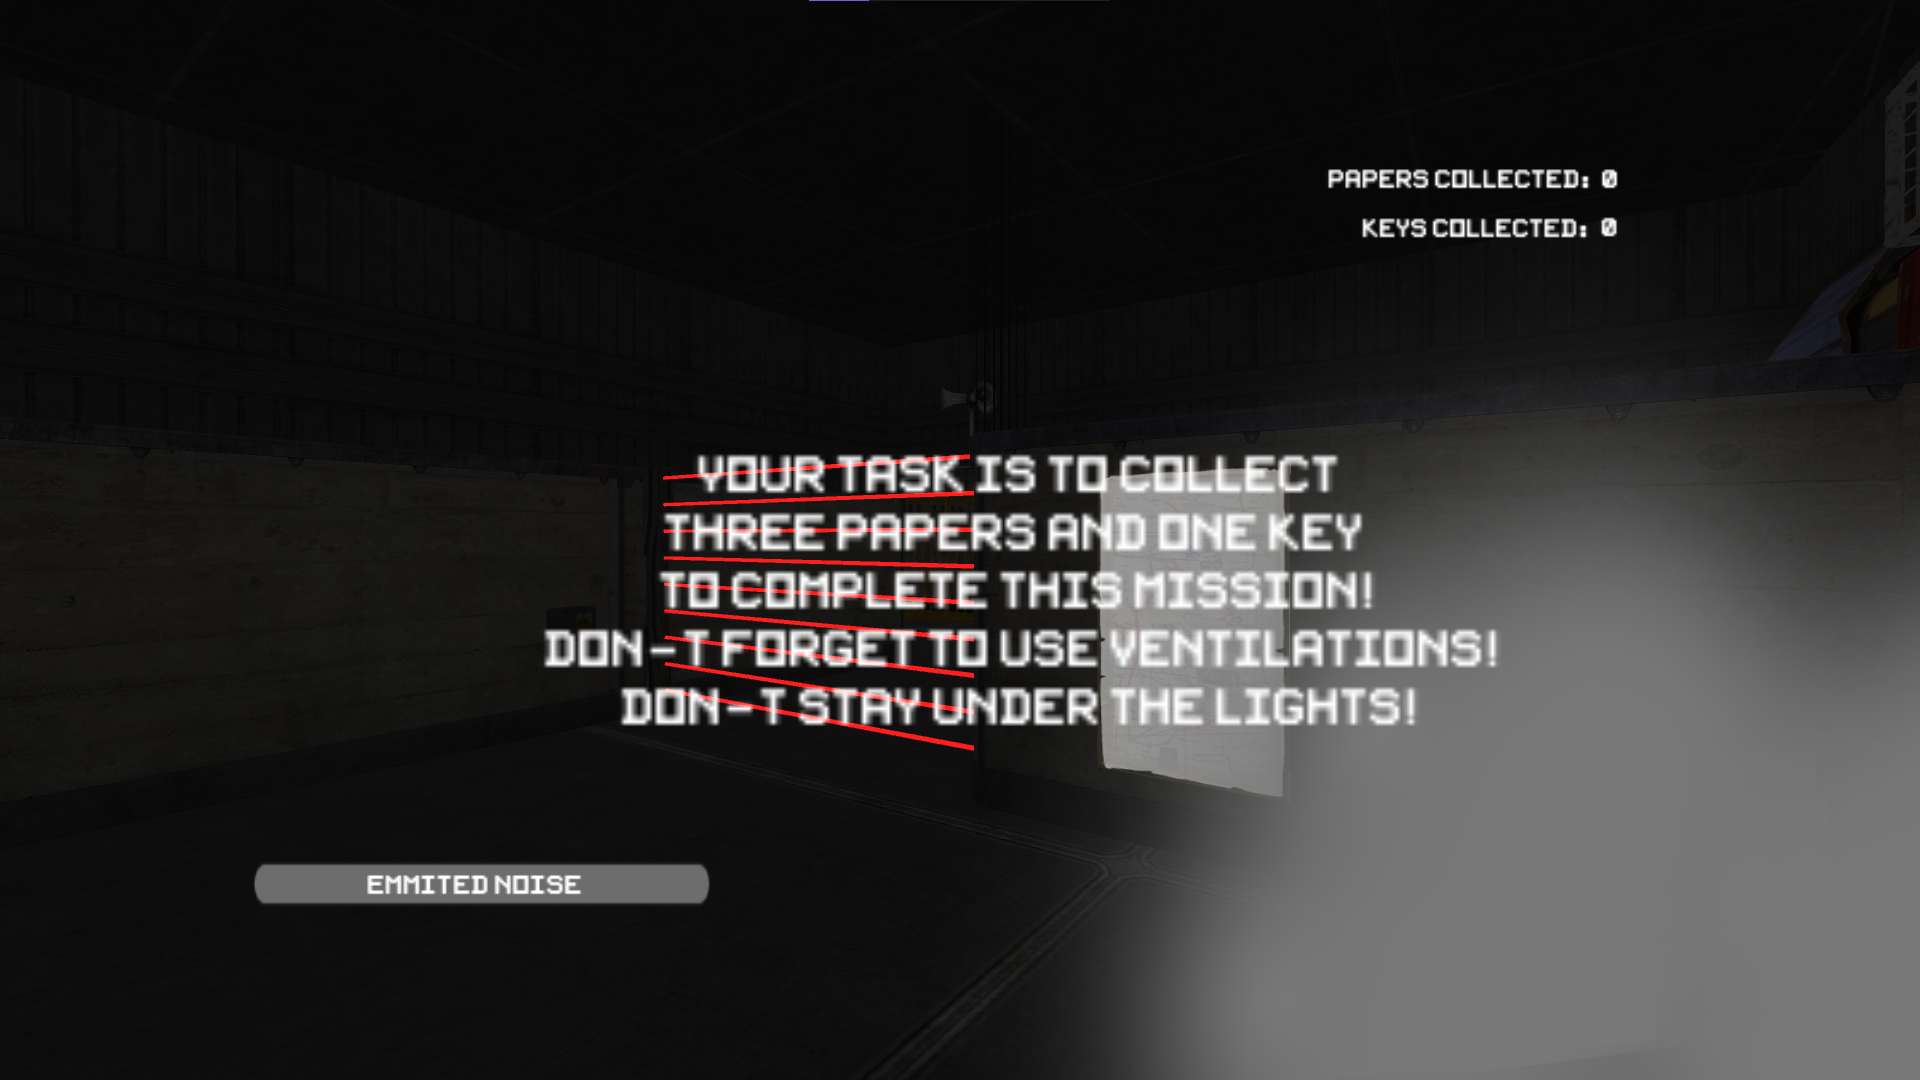 PAPERS COLLECTED: 0
KEYS COLLECTED: 0
YOUR TASK IS TO COLLECT
THREE PAPERS AND ONE KEY
TO COMPLETE THIS MISSION!
DON-T FORGET TO USE VENTILATIONS!
DON-T STAY UNDER THE LIGHTS!
EMMITED NOISE